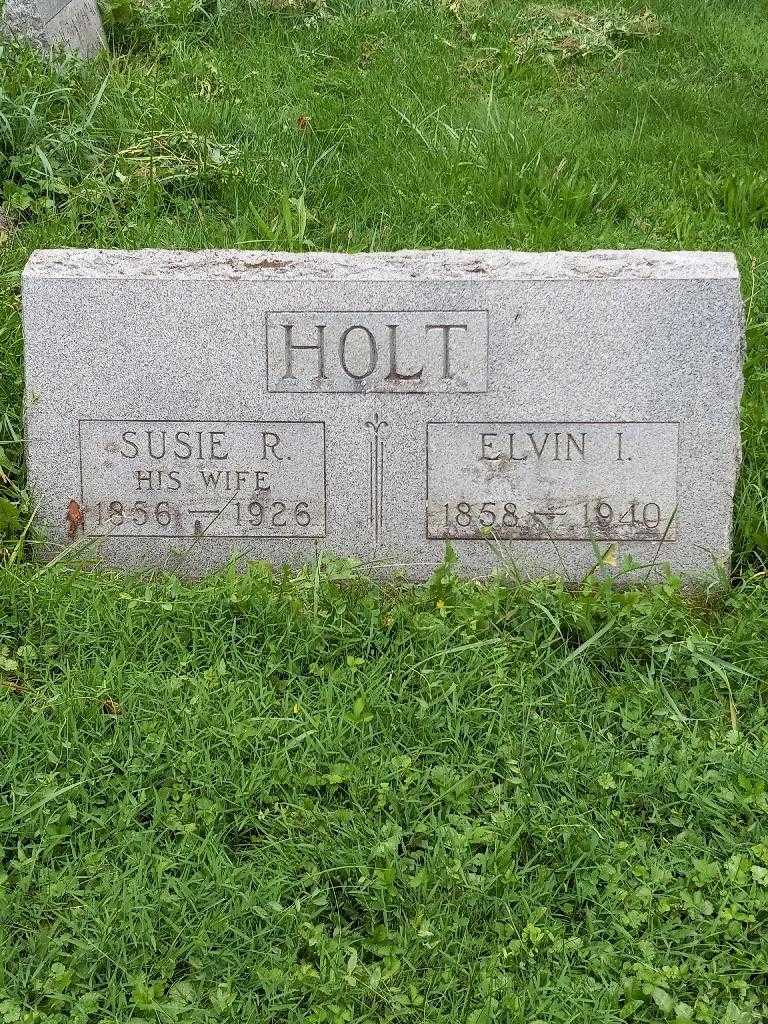 HOLT
SUSIE R.
HIS WIFE
1856 — 1926
ELVIN I.
1858 — 1940